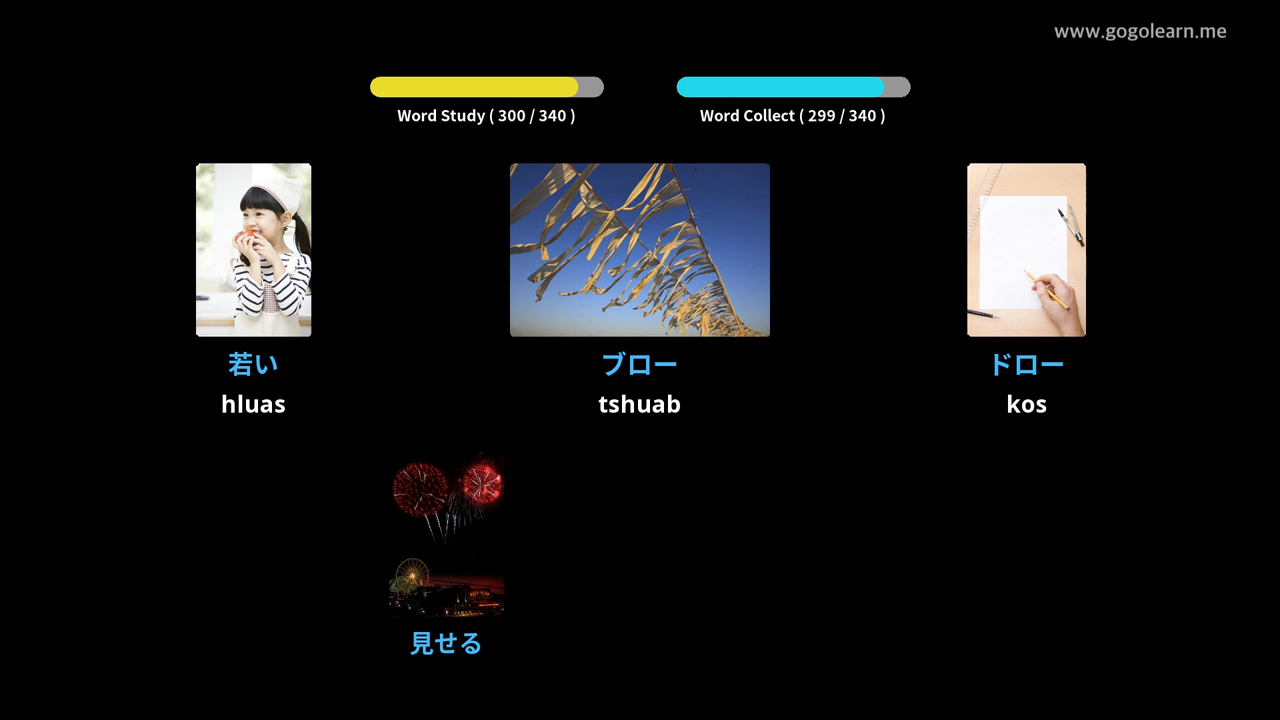 www.gogolearn.me
Word Study ( 300 / 340 )
Word Collect ( 299 / 340 )
若い
ブロー
ドロー
hluas
tshuab
kos
見せる